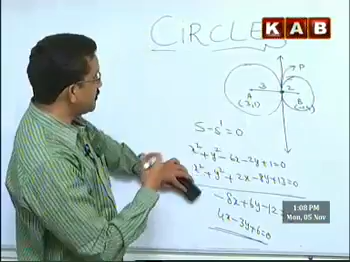 CIRCLES
KAB
P
3
2
A
B
(3,1)
S-S'=0
x²+y²-6x-2y+1=0
x²+y²+2x-8y+13=0
-8x+6y-12=
4x-3y+6=0
1:08 PM
Mon, 05 Nov